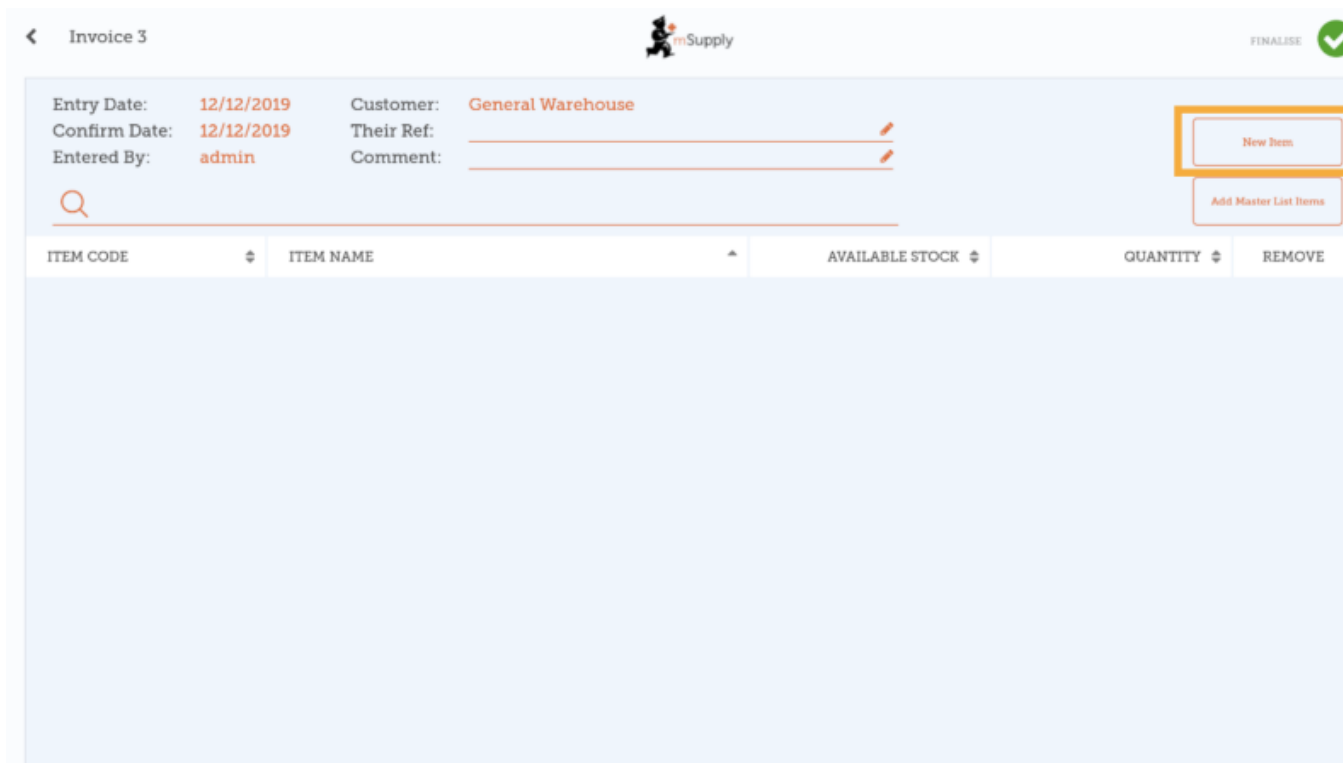 Invoice 3
mSupply
FINALISE
Entry Date: 12/12/2019 Customer: General Warehouse
Confirm Date: 12/12/2019 Their Ref:
Entered By: admin Comment:
New Item
Add Master List Items
ITEM CODE ITEM NAME AVAILABLE STOCK QUANTITY REMOVE